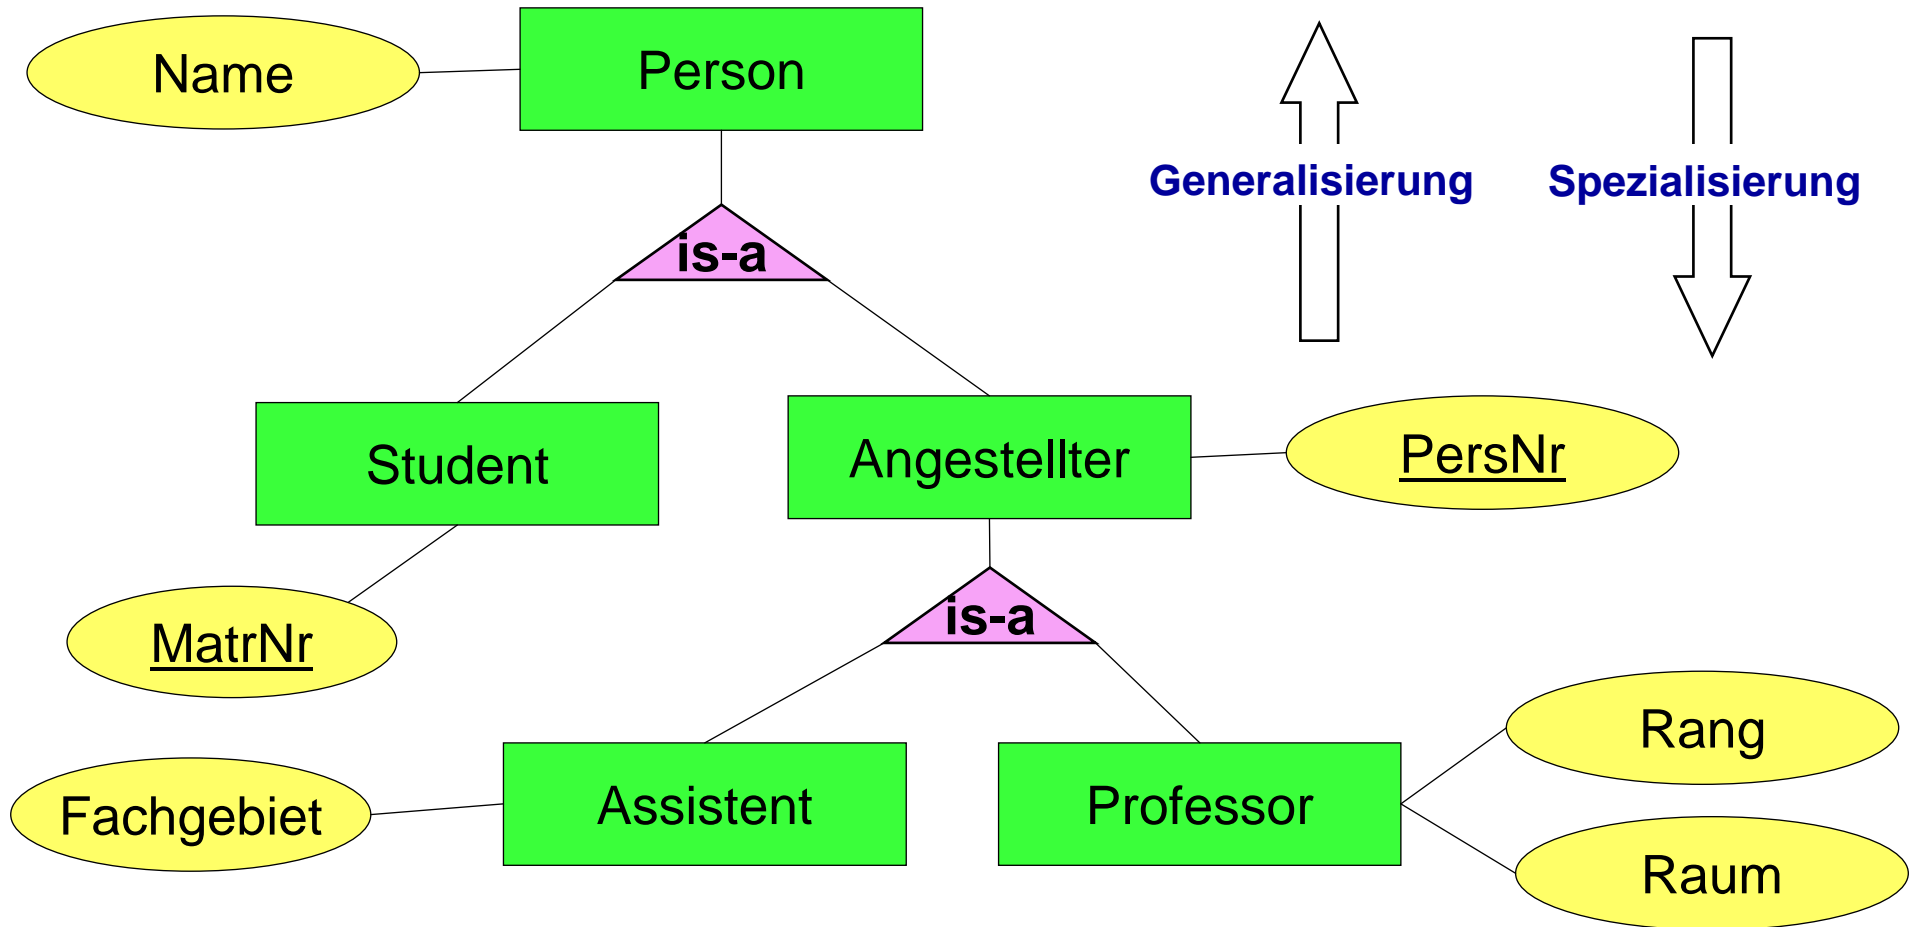 Name
Person
Generalisierung
Spezialisierung
is-a
Student
Angestellter
PersNr
is-a
MatrNr
Rang
Fachgebiet
Assistent
Professor
Raum